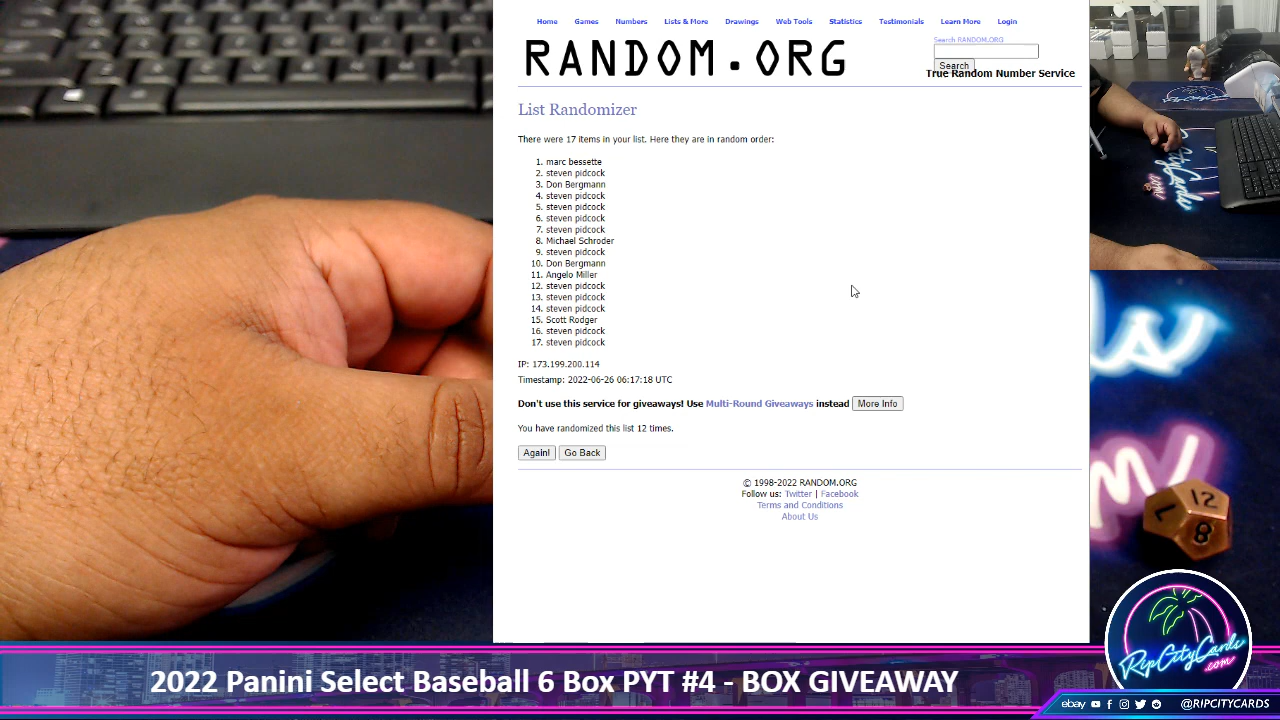 Home Games Numbers Lists & More Drawings Web Tools Statistics Testimonials Learn More Login
RANDOM.ORG
Search RANDOM.ORG
Search
True Random Number Service
List Randomizer
There were 17 items in your list. Here they are in random order:
1. marc bessette
2. steven pidcock
3. Don Bergmann
4. steven pidcock
5. steven pidcock
6. steven pidcock
7. steven pidcock
8. Michael Schroder
9. steven pidcock
10. Don Bergmann
11. Angelo Miller
12. steven pidcock
13. steven pidcock
14. steven pidcock
15. Scott Rodger
16. steven pidcock
17. steven pidcock
IP: 173.199.200.114
Timestamp: 2022-06-26 06:17:18 UTC
Don't use this service for giveaways! Use Multi-Round Giveaways instead More Info
You have randomized this list 12 times.
Again! Go Back
© 1998-2022 RANDOM.ORG
Follow us: Twitter | Facebook
Terms and Conditions
About Us
12
8
RipCityCards
.com
2022 Panini Select Baseball 6 Box PYT #4 - BOX GIVEAWAY
ebay @RIPCITYCARDS